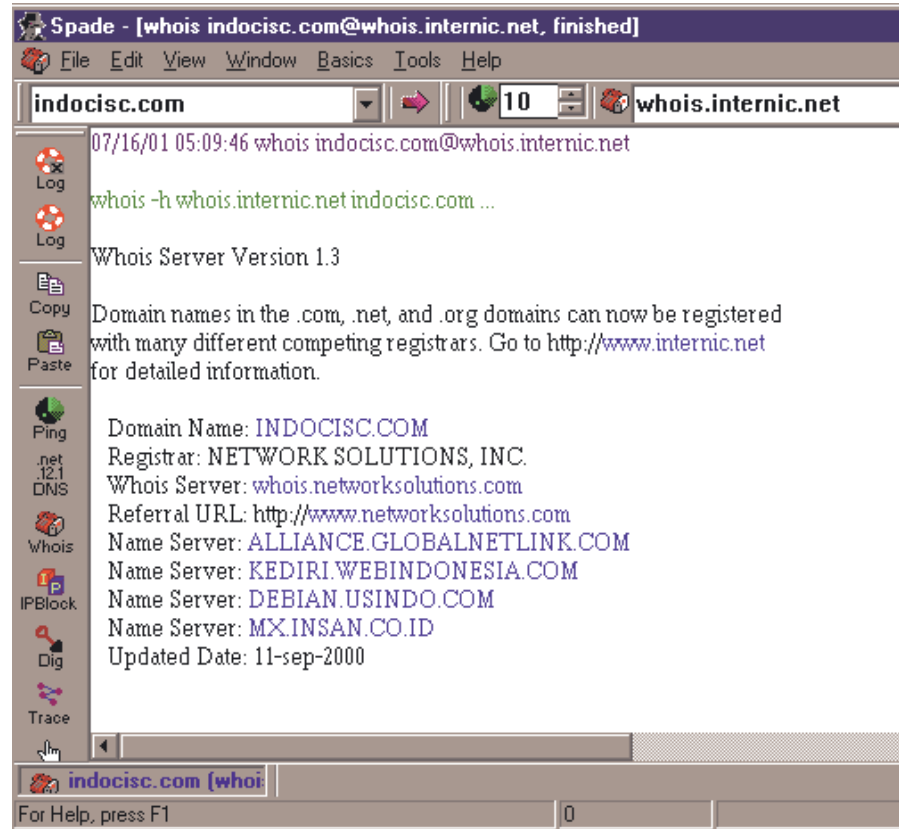 Spade - [whois indocisc.com@whois.internic.net, finished]
File Edit View Window Basics Tools Help
indocisc.com 10 whois.internic.net
07/16/01 05:09:46 whois indocisc.com@whois.internic.net
Log
whois -h whois.internic.net indocisc.com ...
Log
Whois Server Version 1.3
Copy
Domain names in the .com, .net, and .org domains can now be registered
with many different competing registrars. Go to http://www.internic.net
Paste
for detailed information.
Ping
Domain Name: INDOCISC.COM
Registrar: NETWORK SOLUTIONS, INC.
.net
.12.1
DNS
Whois Server: whois.networksolutions.com
Referral URL: http://www.networksolutions.com
Name Server: ALLIANCE.GLOBALNETLINK.COM
Whois
Name Server: KEDIRI.WEBINDONESIA.COM
IP
IPBlock
Name Server: DEBIAN.USINDO.COM
Name Server: MX.INSAN.CO.ID
Dig
Updated Date: 11-sep-2000
Trace
indocisc.com (whoi
For Help, press F1 0